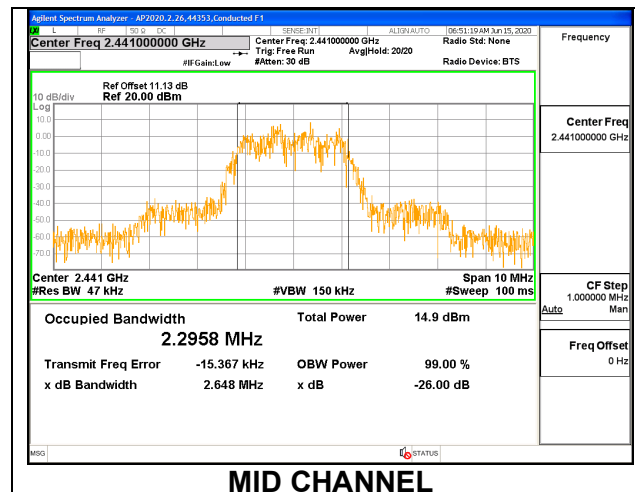 Agilent Spectrum Analyzer - AP2020.2.26,44353,Conducted F1
L RF 50 Ω DC SENSE:INT ALIGNAUTO 06:51:19 AM Jun 15, 2020
Center Freq 2.441000000 GHz
Center Freq: 2.441000000 GHz
Radio Std: None
Trig: Free Run Avg|Hold: 20/20
#IFGain:Low #Atten: 30 dB Radio Device: BTS
Ref Offset 11.13 dB
10 dB/div Ref 20.00 dBm
Log
10.0
0.00
-10.0
-20.0
-30.0
-40.0
-50.0
-60.0
-70.0
Center 2.441 GHz Span 10 MHz
#Res BW 47 kHz #VBW 150 kHz #Sweep 100 ms
Occupied Bandwidth Total Power 14.9 dBm
2.2958 MHz
Transmit Freq Error -15.367 kHz OBW Power 99.00 %
x dB Bandwidth 2.648 MHz x dB -26.00 dB
MSG STATUS
Frequency
Center Freq
2.441000000 GHz
CF Step
1.000000 MHz
Auto Man
Freq Offset
0 Hz
MID CHANNEL